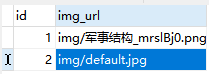 id img_url
1 img/军事结构_mrslBj0.png
2 img/default.jpg